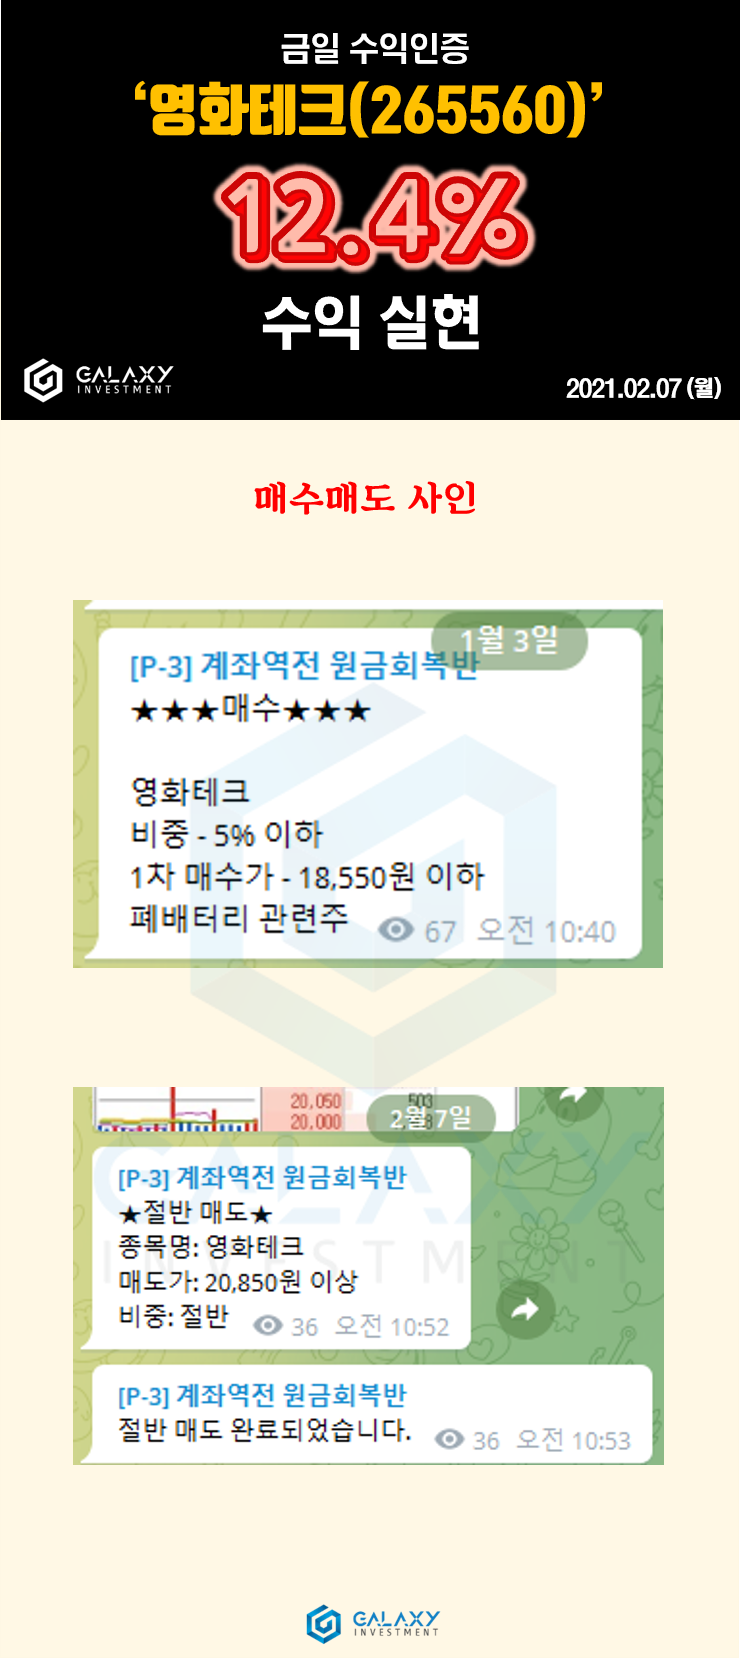 금일 수익인증
‘영화테크(265560)’
12.4%
수익 실현
GALAXY
INVESTMENT
2021.02.07 (월)
매수매도 사인
1월 3일
[P-3] 계좌역전 원금회복반
★★★매수★★★
영화테크
비중 - 5% 이하
1차 매수가 - 18,550원 이하
폐배터리 관련주
67 오전 10:40
20,050 503
20,000
2월 7일
[P-3] 계좌역전 원금회복반
★절반 매도★
종목명: 영화테크
매도가: 20,850원 이상
비중: 절반
36 오전 10:52
[P-3] 계좌역전 원금회복반
절반 매도 완료되었습니다.
36 오전 10:53
GALAXY
INVESTMENT
GALAXY
INVESTMENT